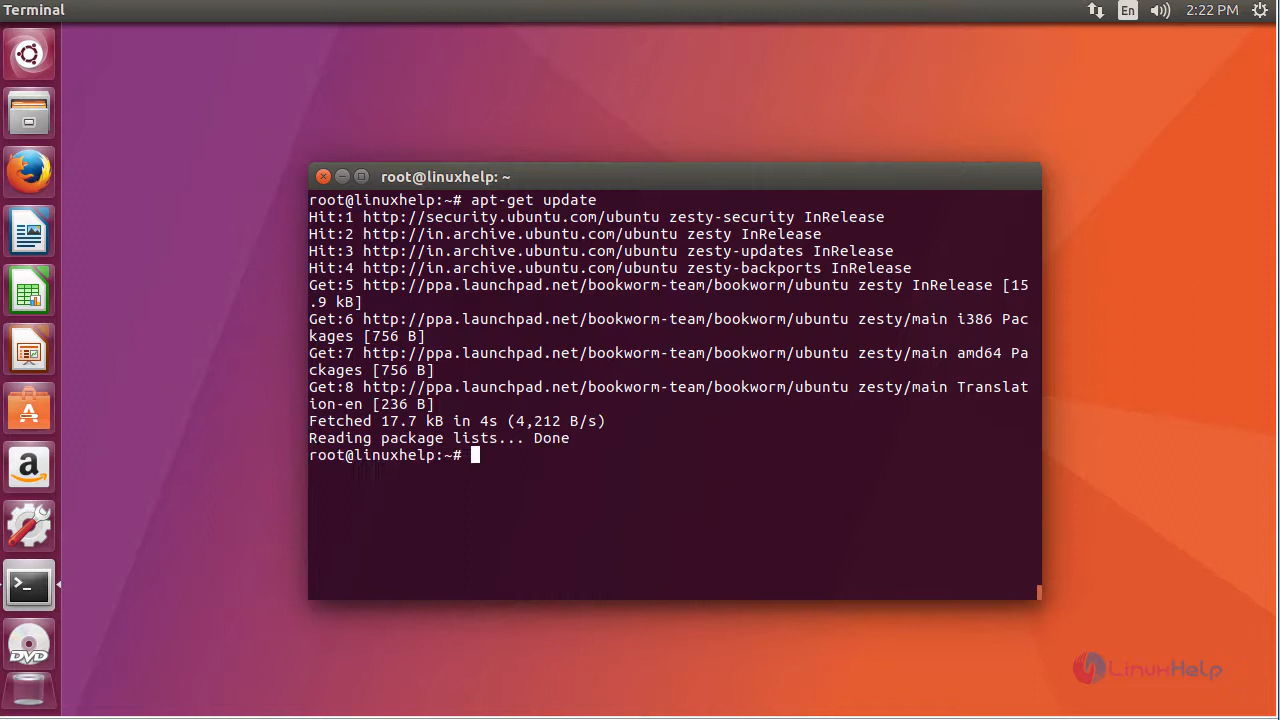 Terminal
En
2:22 PM
root@linuxhelp: ~
root@linuxhelp:~# apt-get update
Hit:1 http://security.ubuntu.com/ubuntu zesty-security InRelease
Hit:2 http://in.archive.ubuntu.com/ubuntu zesty InRelease
Hit:3 http://in.archive.ubuntu.com/ubuntu zesty-updates InRelease
Hit:4 http://in.archive.ubuntu.com/ubuntu zesty-backports InRelease
Get:5 http://ppa.launchpad.net/bookworm-team/bookworm/ubuntu zesty InRelease [15
.9 kB]
Get:6 http://ppa.launchpad.net/bookworm-team/bookworm/ubuntu zesty/main i386 Pac
kages [756 B]
Get:7 http://ppa.launchpad.net/bookworm-team/bookworm/ubuntu zesty/main amd64 Pa
ckages [756 B]
Get:8 http://ppa.launchpad.net/bookworm-team/bookworm/ubuntu zesty/main Translat
ion-en [236 B]
Fetched 17.7 kB in 4s (4,212 B/s)
Reading package lists... Done
root@linuxhelp:~#
a
>_
DVD
LinuxHelp